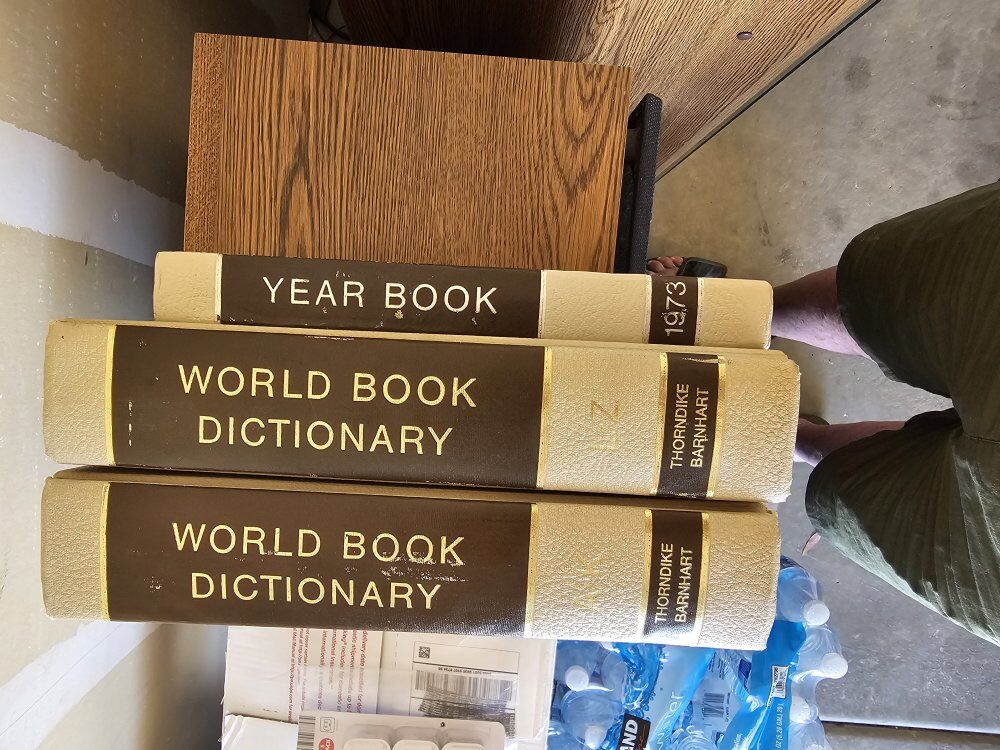 YEAR BOOK
1973
WORLD BOOK
DICTIONARY
L-Z
THORNDIKE
BARNHART
WORLD BOOK
DICTIONARY
A-K
THORNDIKE
BARNHART